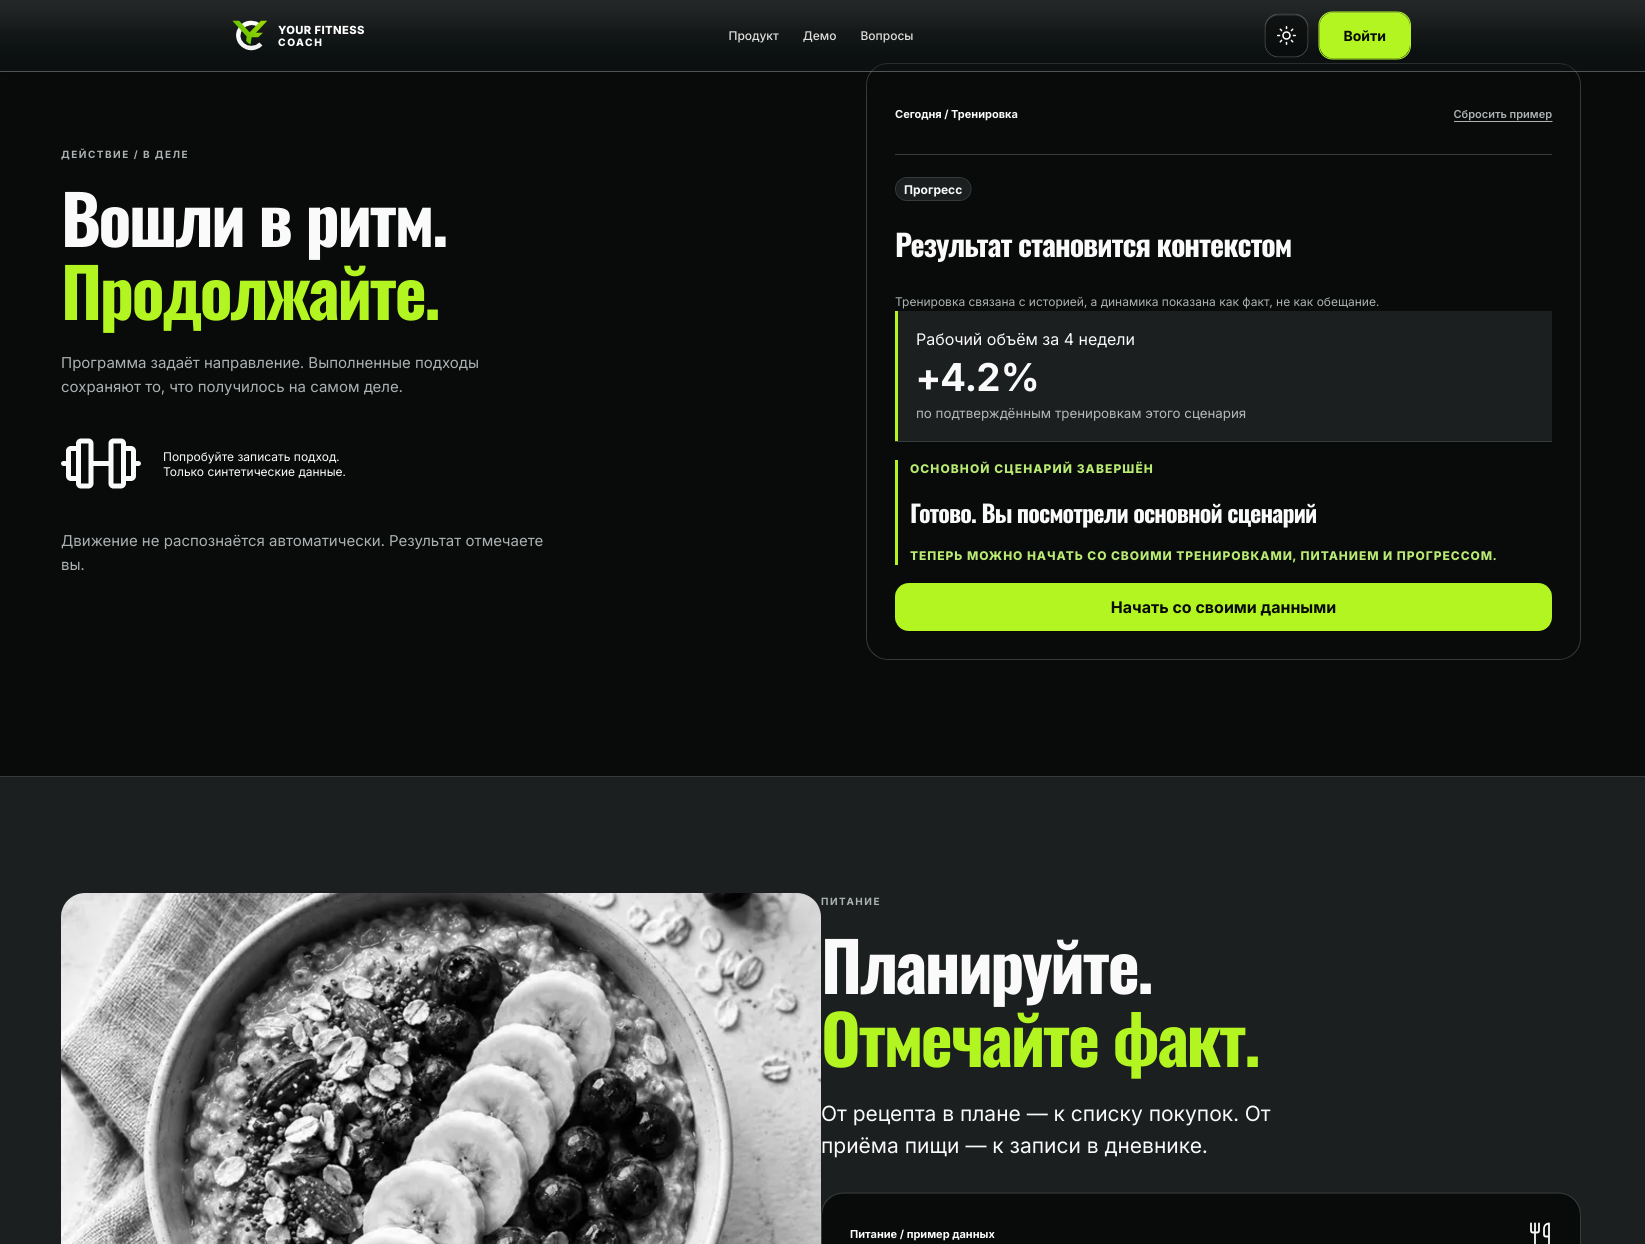 YOUR FITNESS
COACH
Продукт
Демо
Вопросы
Войти
ДЕЙСТВИЕ / В ДЕЛЕ
Вошли в ритм.
Продолжайте.
Программа задаёт направление. Выполненные подходы
сохраняют то, что получилось на самом деле.
Попробуйте записать подход.
Только синтетические данные.
Движение не распознаётся автоматически. Результат отмечаете
вы.
Сегодня / Тренировка
Сбросить пример
Прогресс
Результат становится контекстом
Тренировка связана с историей, а динамика показана как факт, не как обещание.
Рабочий объём за 4 недели
+4.2%
по подтверждённым тренировкам этого сценария
ОСНОВНОЙ СЦЕНАРИЙ ЗАВЕРШЁН
Готово. Вы посмотрели основной сценарий
ТЕПЕРЬ МОЖНО НАЧАТЬ СО СВОИМИ ТРЕНИРОВКАМИ, ПИТАНИЕМ И ПРОГРЕССОМ.
Начать со своими данными
ПИТАНИЕ
Планируйте.
Отмечайте факт.
От рецепта в плане — к списку покупок. От
приёма пищи — к записи в дневнике.
Питание / пример данных